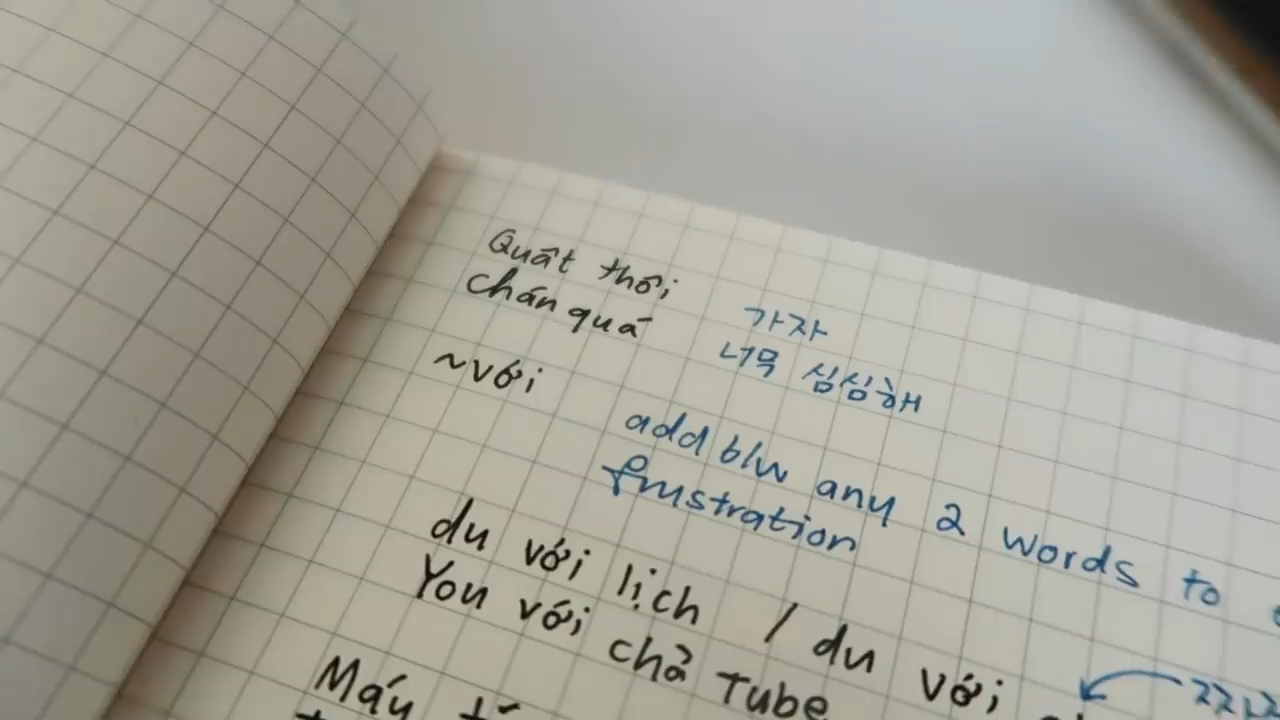 Quất thôi
가자
chán quá
너무 심심해
~với
add b/w any 2 words to
frustration
du với lịch / du với
You với chả Tube
Máy